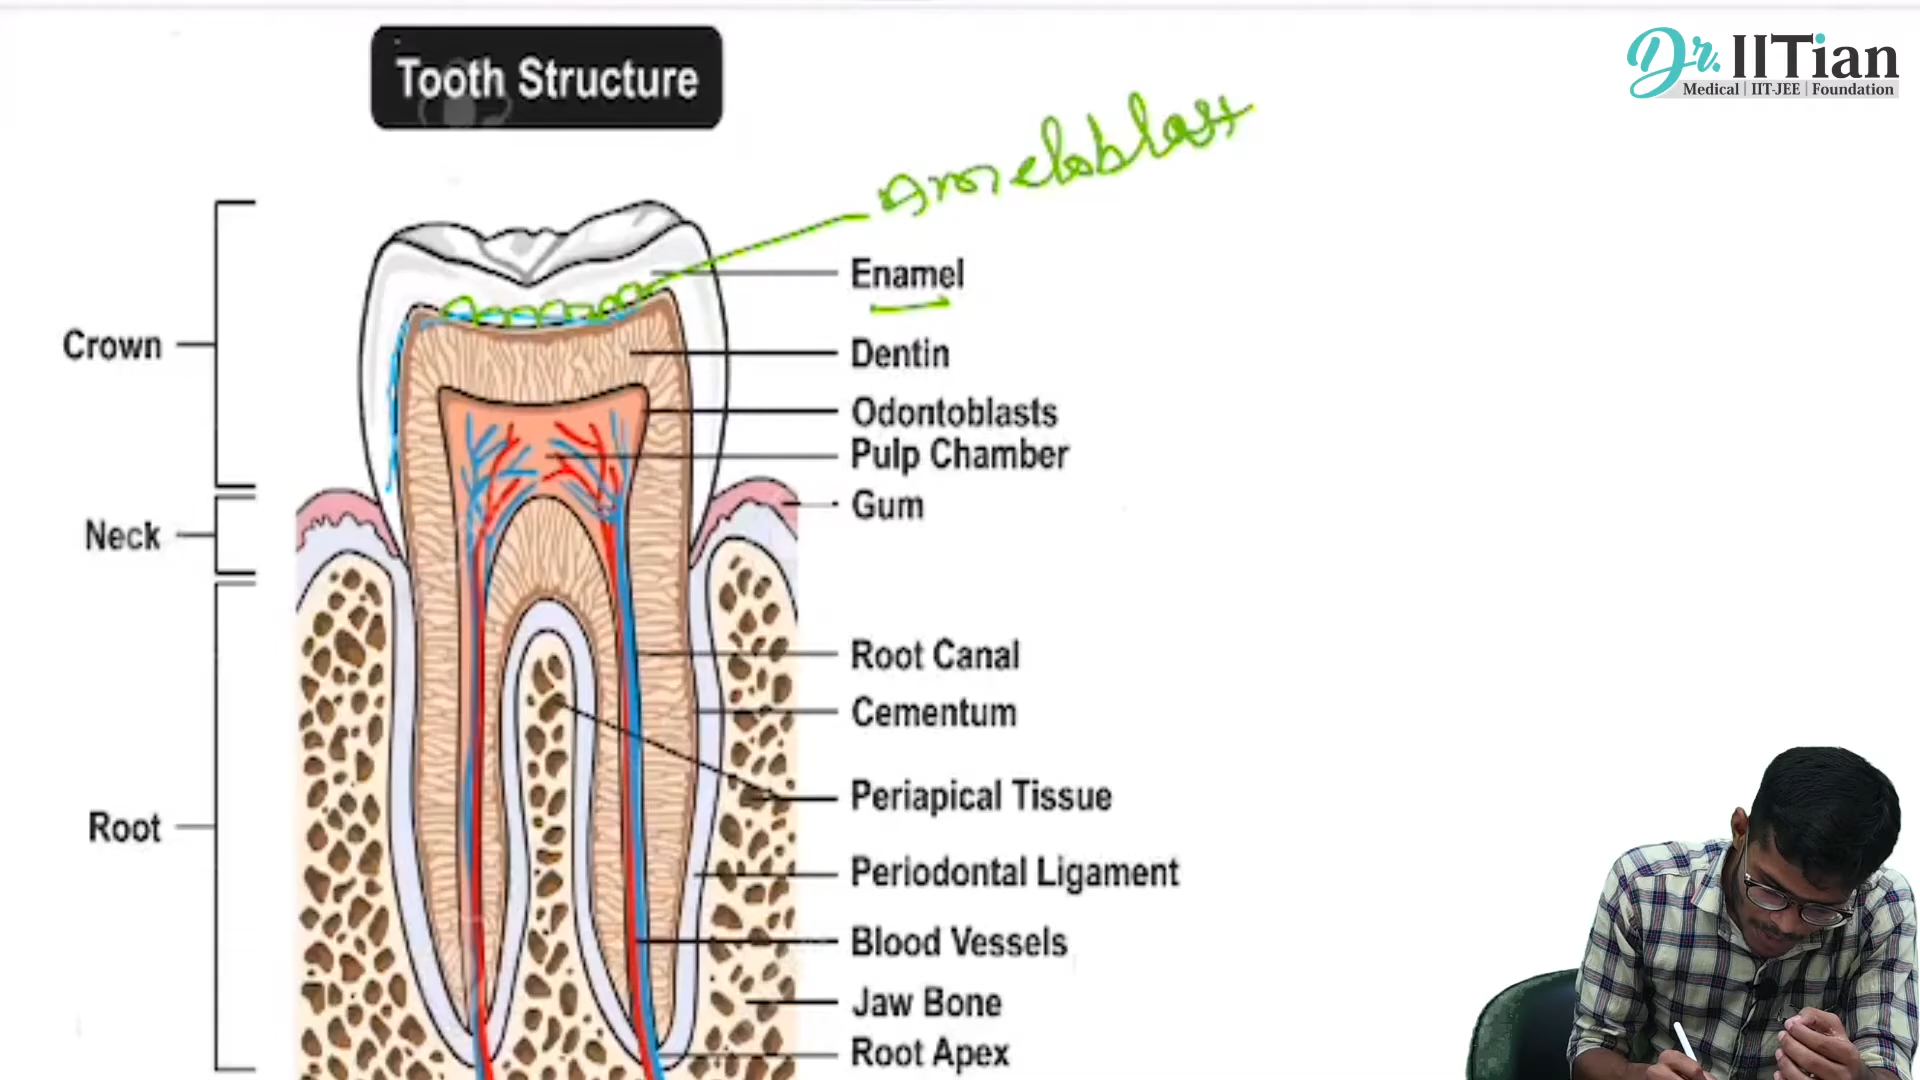 Tooth Structure
Dr. IITian
Medical | IIT-JEE | Foundation
Ameloblast
Enamel
Dentin
Odontoblasts
Pulp Chamber
Gum
Root Canal
Cementum
Periapical Tissue
Periodontal Ligament
Blood Vessels
Jaw Bone
Root Apex
Crown
Neck
Root